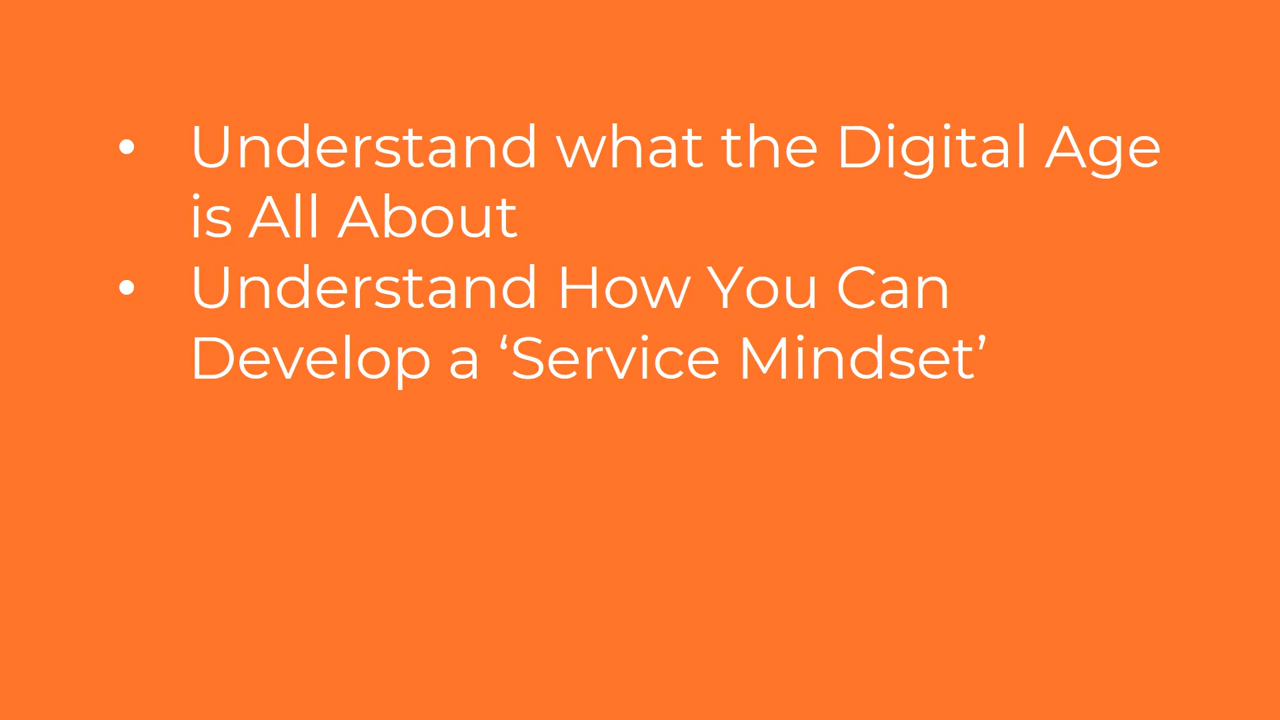 • Understand what the Digital Age
is All About
• Understand How You Can
Develop a ‘Service Mindset’